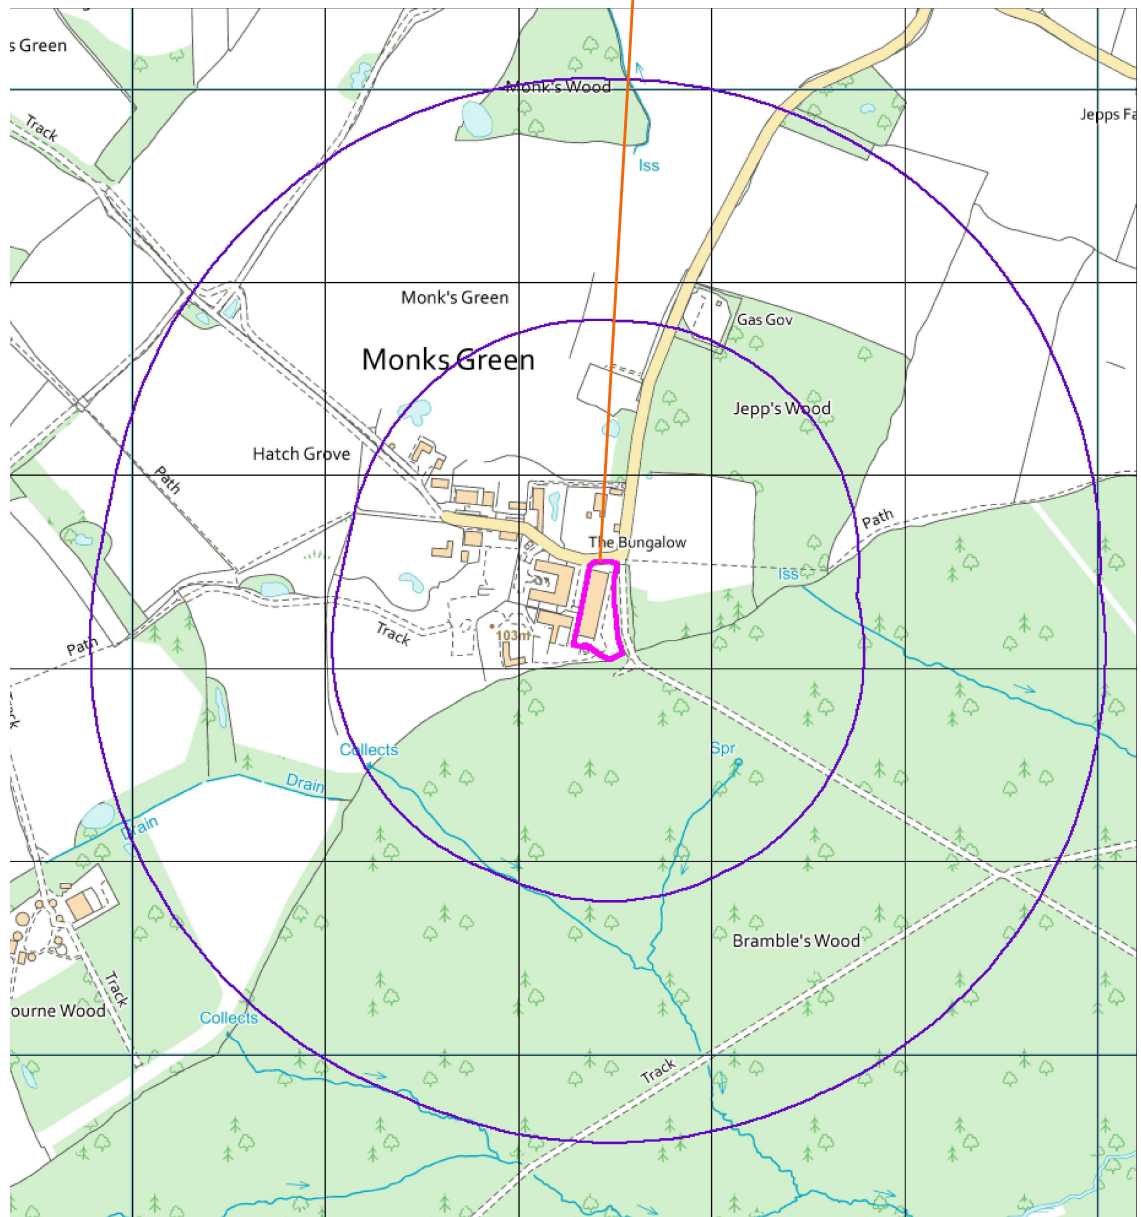 s Green
Monk's Wood
Track
Jepps Fa
Iss
Monk's Green
Gas Gov
Monks Green
Jepp's Wood
Hatch Grove
Path
Path
The Bungalow
Iss
103m
Track
Path
Collects
Spr
Drain
Drain
Bramble's Wood
Track
ourne Wood
Collects
Track